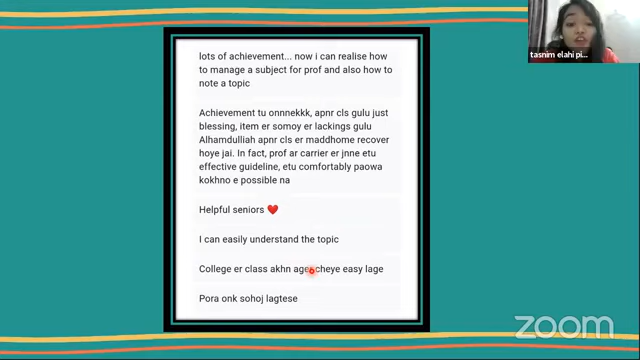 lots of achievement... now i can realise how
to manage a subject for prof and also how to
note a topic
Achievement tu onnnekkk, apnr cls gulu just
blessing, item er somoy er lackings gulu
Alhamdulliah apnr cls er maddhome recover
hoye jai. In fact, prof ar carrier er jnne etu
effective guideline, etu comfortably paowa
kokhno e possible na
Helpful seniors ❤️
I can easily understand the topic
College er class akhn age cheye easy lage
Pora onk sohoj lagtese
tasnim elahi pi...
zoom